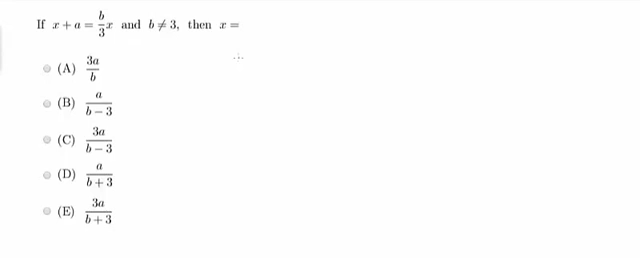 If x + a = b/3 x and b ≠ 3, then x =
(A) 3a/b
(B) a/(b − 3)
(C) 3a/(b − 3)
(D) a/(b + 3)
(E) 3a/(b + 3)